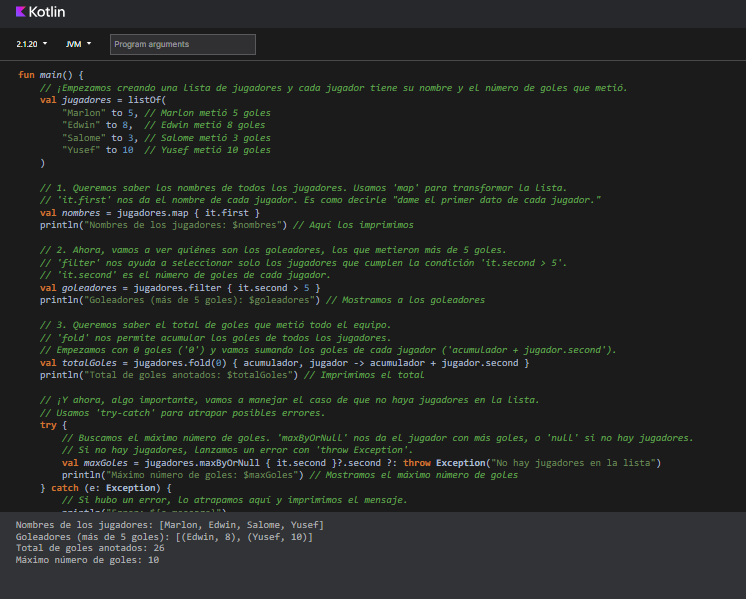 Kotlin
2.1.20 JVM Program arguments
fun main() {
// ¡Empezamos creando una lista de jugadores y cada jugador tiene su nombre y el número de goles que metió.
val jugadores = listOf(
"Marlon" to 5, // Marlon metió 5 goles
"Edwin" to 8,  // Edwin metió 8 goles
"Salome" to 3, // Salome metió 3 goles
"Yusef" to 10  // Yusef metió 10 goles
)
// 1. Queremos saber los nombres de todos los jugadores. Usamos 'map' para transformar la lista.
// 'it.first' nos da el nombre de cada jugador. Es como decirle "dame el primer dato de cada jugador."
val nombres = jugadores.map { it.first }
println("Nombres de los jugadores: $nombres") // Aquí los imprimimos
// 2. Ahora, vamos a ver quiénes son los goleadores, los que metieron más de 5 goles.
// 'filter' nos ayuda a seleccionar solo los jugadores que cumplen la condición 'it.second > 5'.
// 'it.second' es el número de goles de cada jugador.
val goleadores = jugadores.filter { it.second > 5 }
println("Goleadores (más de 5 goles): $goleadores") // Mostramos a los goleadores
// 3. Queremos saber el total de goles que metió todo el equipo.
// 'fold' nos permite acumular los goles de todos los jugadores.
// Empezamos con 0 goles ('0') y vamos sumando los goles de cada jugador ('acumulador + jugador.second').
val totalGoles = jugadores.fold(0) { acumulador, jugador -> acumulador + jugador.second }
println("Total de goles anotados: $totalGoles") // Imprimimos el total
// ¡Y ahora, algo importante, vamos a manejar el caso de que no haya jugadores en la lista.
// Usamos 'try-catch' para atrapar posibles errores.
try {
// Buscamos el máximo número de goles. 'maxByOrNull' nos da el jugador con más goles, o 'null' si no hay jugadores.
// Si no hay jugadores, lanzamos un error con 'throw Exception'.
val maxGoles = jugadores.maxByOrNull { it.second }?.second ?: throw Exception("No hay jugadores en la lista")
println("Máximo número de goles: $maxGoles") // Mostramos el máximo número de goles
} catch (e: Exception) {
// Si hubo un error, lo atrapamos aquí y imprimimos el mensaje.
Nombres de los jugadores: [Marlon, Edwin, Salome, Yusef]
Goleadores (más de 5 goles): [(Edwin, 8), (Yusef, 10)]
Total de goles anotados: 26
Máximo número de goles: 10